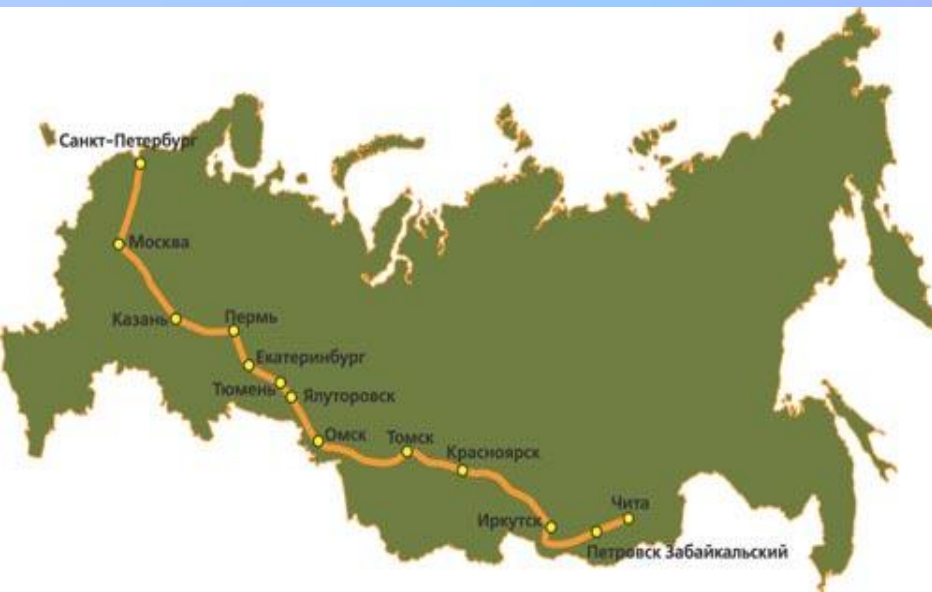 Санкт-Петербург
Москва
Казань
Пермь
Екатеринбург
Тюмень
Ялуторовск
Омск
Томск
Красноярск
Иркутск
Чита
Петровск Забайкальский